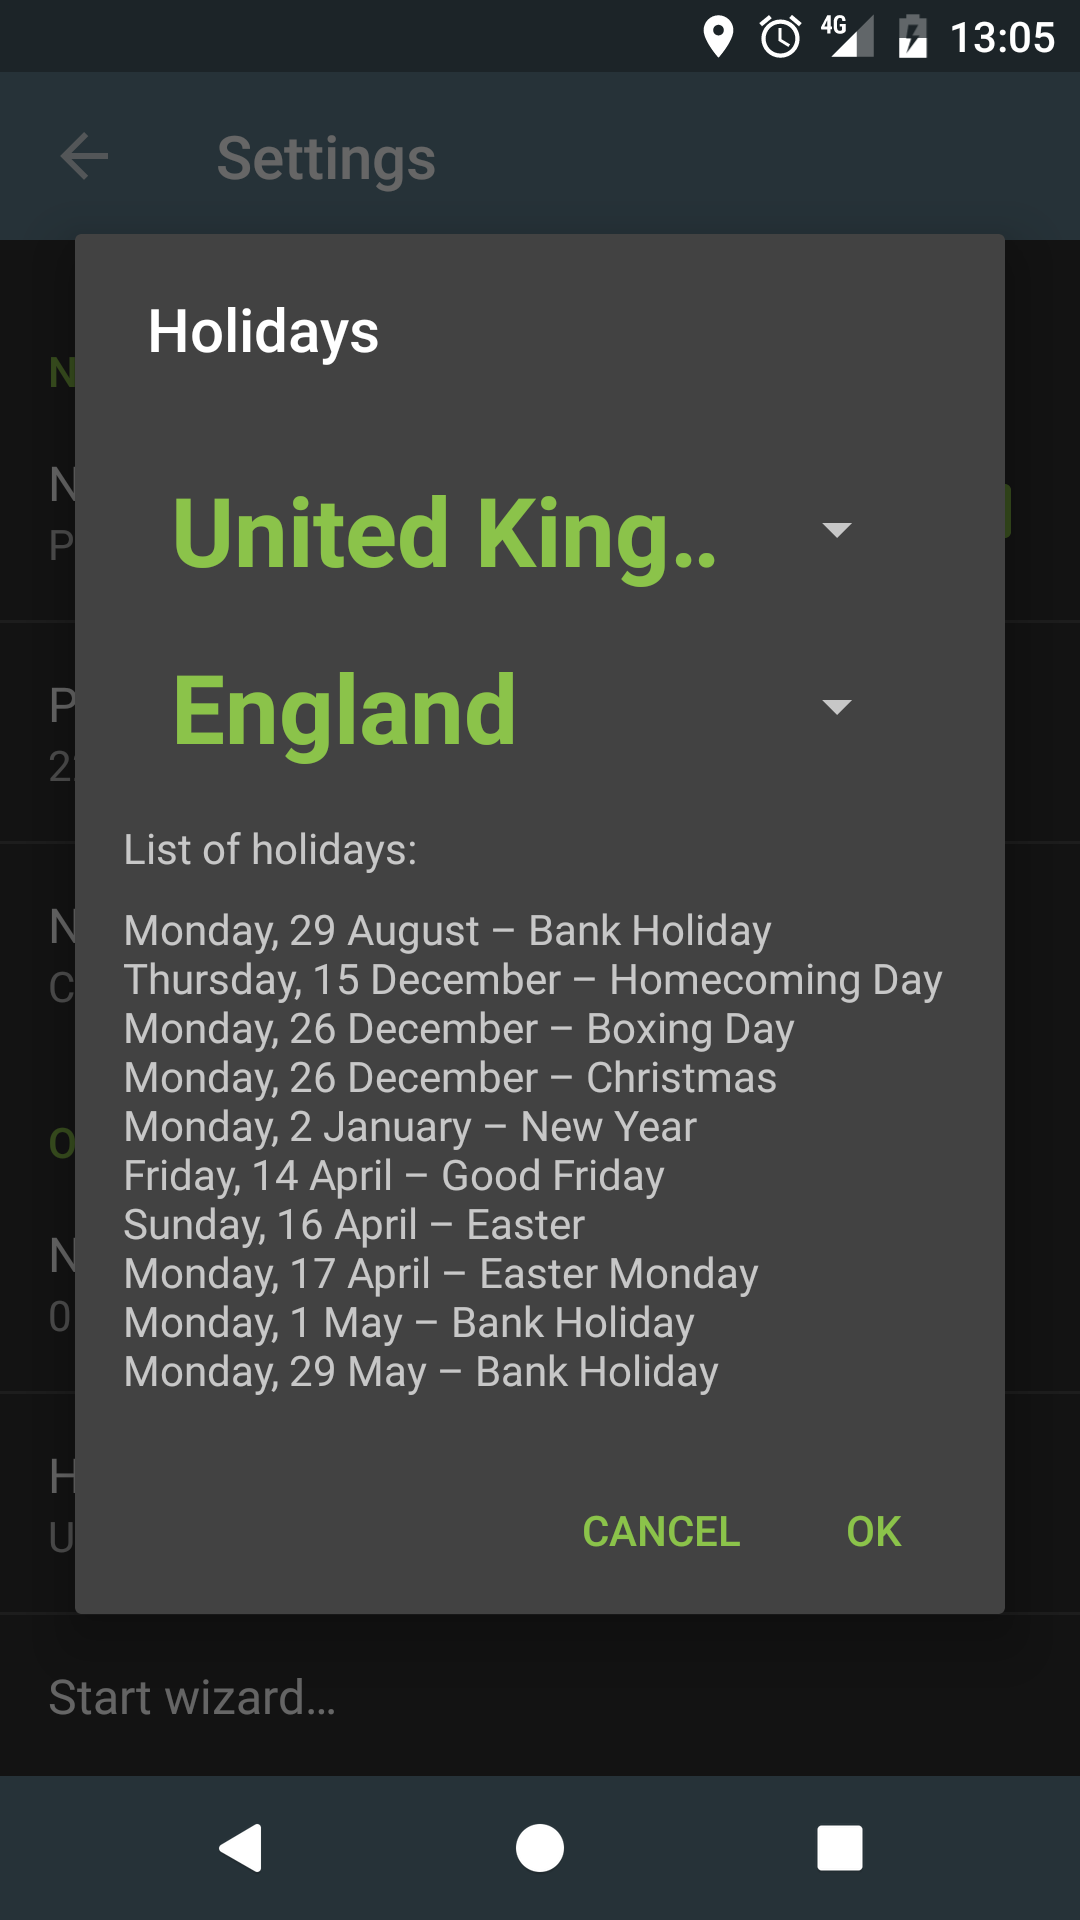 4G 13:05
Settings
Holidays
United King..
England
List of holidays:
Monday, 29 August – Bank Holiday
Thursday, 15 December – Homecoming Day
Monday, 26 December – Boxing Day
Monday, 26 December – Christmas
Monday, 2 January – New Year
Friday, 14 April – Good Friday
Sunday, 16 April – Easter
Monday, 17 April – Easter Monday
Monday, 1 May – Bank Holiday
Monday, 29 May – Bank Holiday
CANCEL OK
Start wizard...